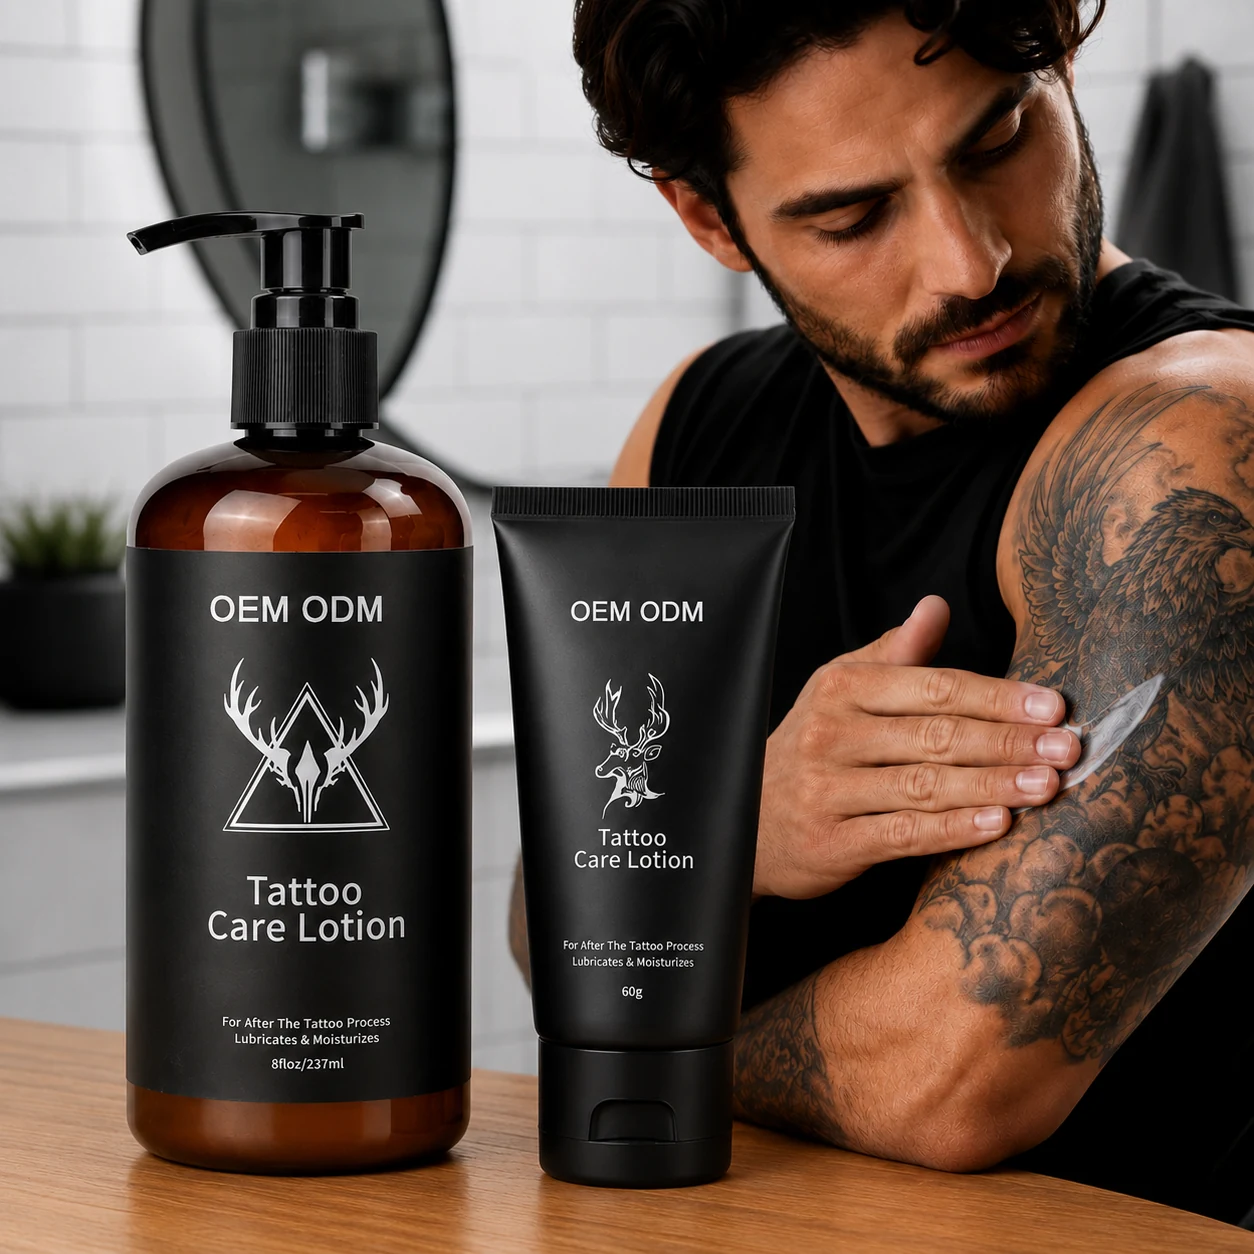 OEM ODM
Tattoo
Care Lotion
For After The Tattoo Process
Lubricates & Moisturizes
8floz/237ml
OEM ODM
Tattoo
Care Lotion
For After The Tattoo Process
Lubricates & Moisturizes
60g